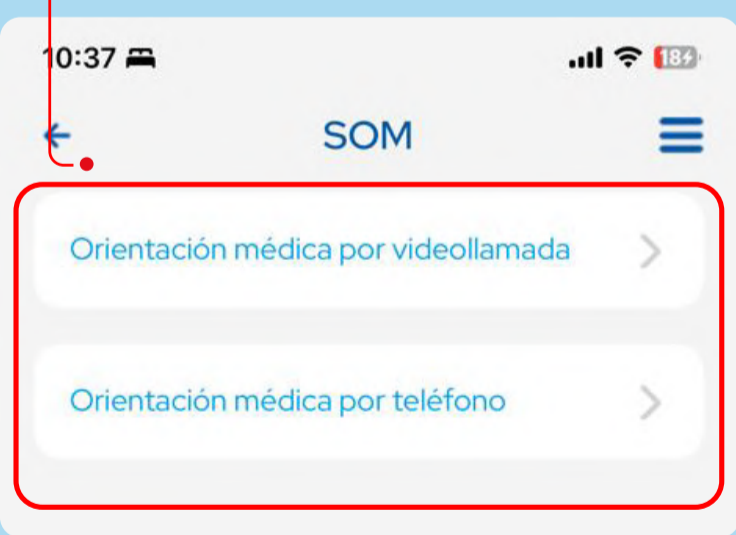 10:37
18
SOM
Orientación médica por videollamada
Orientación médica por teléfono